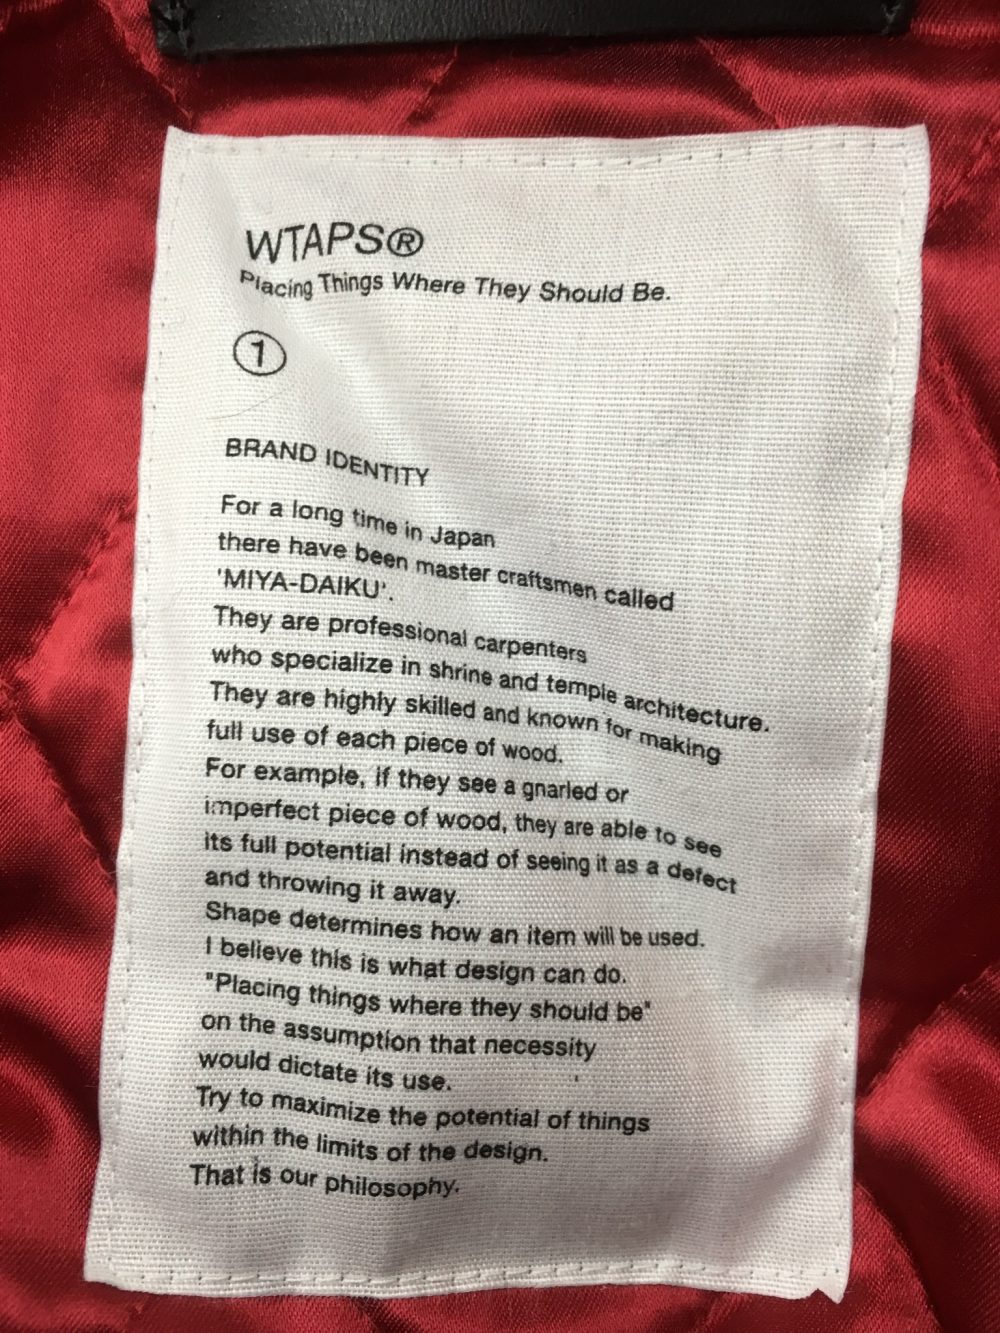 WTAPS®
Placing Things Where They Should Be.
①
BRAND IDENTITY
For a long time in Japan
there have been master craftsmen called
'MIYA-DAIKU'.
They are professional carpenters
who specialize in shrine and temple architecture.
They are highly skilled and known for making
full use of each piece of wood.
For example, if they see a gnarled or
imperfect piece of wood, they are able to see
its full potential instead of seeing it as a defect
and throwing it away.
Shape determines how an item will be used.
I believe this is what design can do.
"Placing things where they should be"
on the assumption that necessity
would dictate its use.
Try to maximize the potential of things
within the limits of the design.
That is our philosophy.